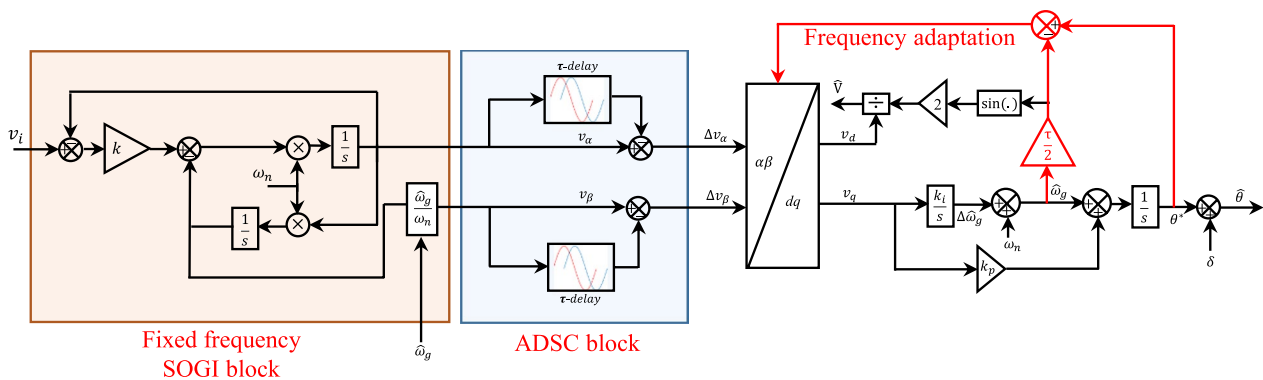 Frequency adaptation
τ-delay
V̂
÷
2
sin(.)
τ/2
v_i
k
1/s
ω_n
v_α
Δv_α
αβ
dq
v_d
ω̂_g/ω_n
1/s
v_β
Δv_β
v_q
k_i/s
Δω̂_g
ω̂_g
ω_n
1/s
θ*
θ̂
δ
k_p
τ-delay
Fixed frequency
SOGI block
ω̂_g
ADSC block